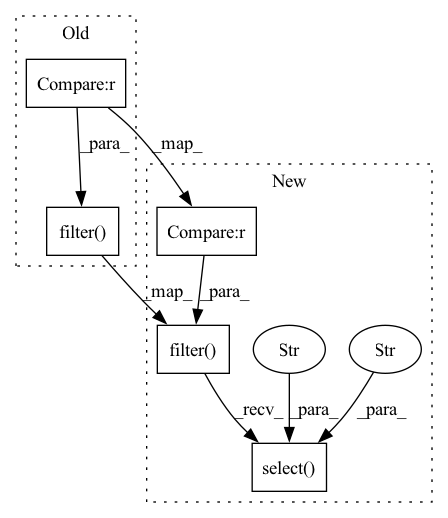 Old
Compare:r
_para_
_map_
New
filter()
Compare:r
_map_
_para_
filter()
Str
Str
_recv_
_para_
_para_
select()